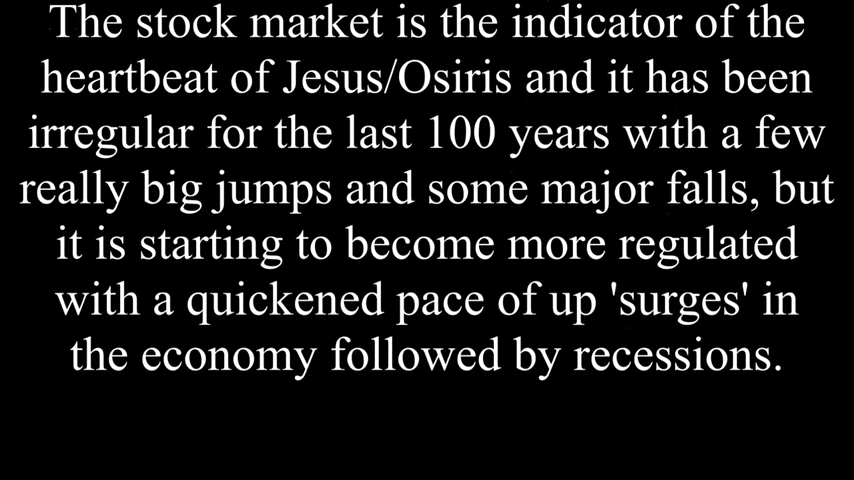 The stock market is the indicator of the
heartbeat of Jesus/Osiris and it has been
irregular for the last 100 years with a few
really big jumps and some major falls, but
it is starting to become more regulated
with a quickened pace of up 'surges' in
the economy followed by recessions.